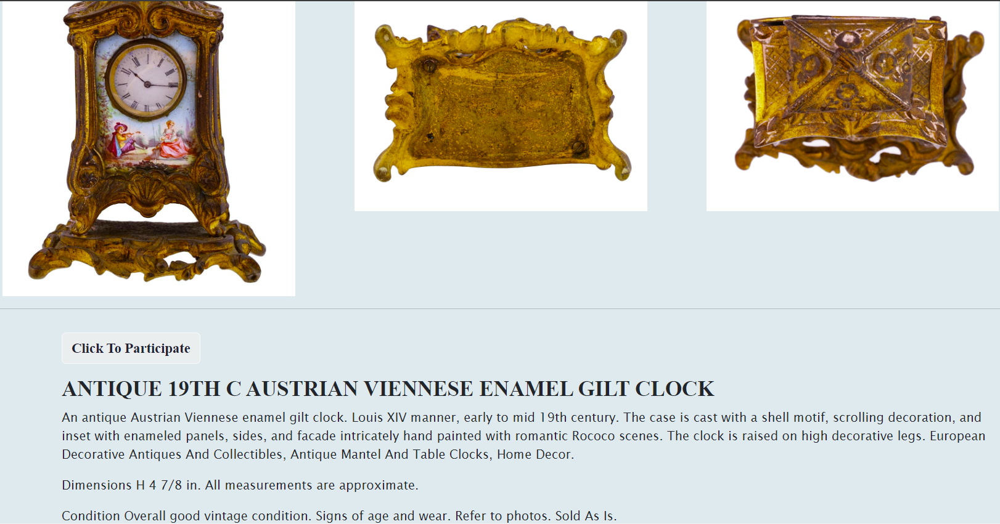 Click To Participate
ANTIQUE 19TH C AUSTRIAN VIENNESE ENAMEL GILT CLOCK
An antique Austrian Viennese enamel gilt clock. Louis XIV manner, early to mid 19th century. The case is cast with a shell motif, scrolling decoration, and
inset with enameled panels, sides, and facade intricately hand painted with romantic Rococo scenes. The clock is raised on high decorative legs. European
Decorative Antiques And Collectibles, Antique Mantel And Table Clocks, Home Decor.
Dimensions H 4 7/8 in. All measurements are approximate.
Condition Overall good vintage condition. Signs of age and wear. Refer to photos. Sold As Is.